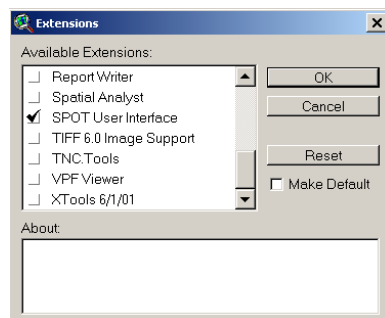 Extensions
Available Extensions:
Report Writer
Spatial Analyst
SPOT User Interface
TIFF 6.0 Image Support
TNC.Tools
VPF Viewer
XTools 6/1/01
OK
Cancel
Reset
Make Default
About: